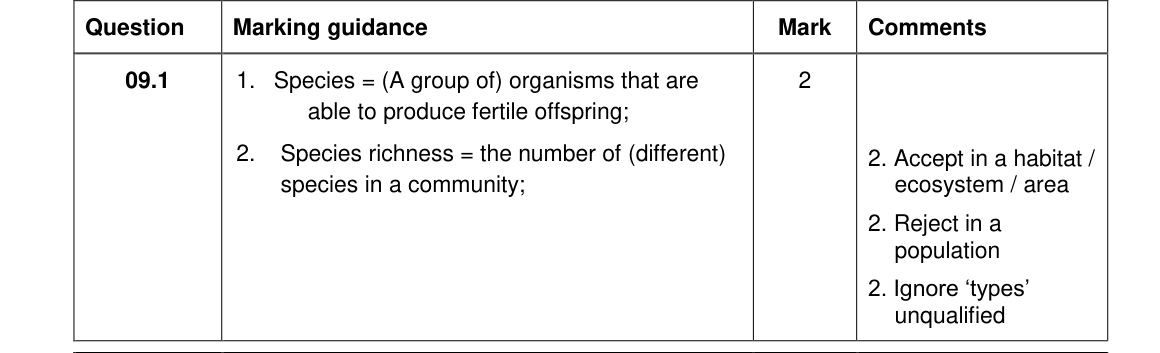 Question Marking guidance Mark Comments
09.1 1. Species = (A group of) organisms that are 2
able to produce fertile offspring;
2. Species richness = the number of (different)
species in a community;
2. Accept in a habitat /
ecosystem / area
2. Reject in a
population
2. Ignore ‘types’
unqualified